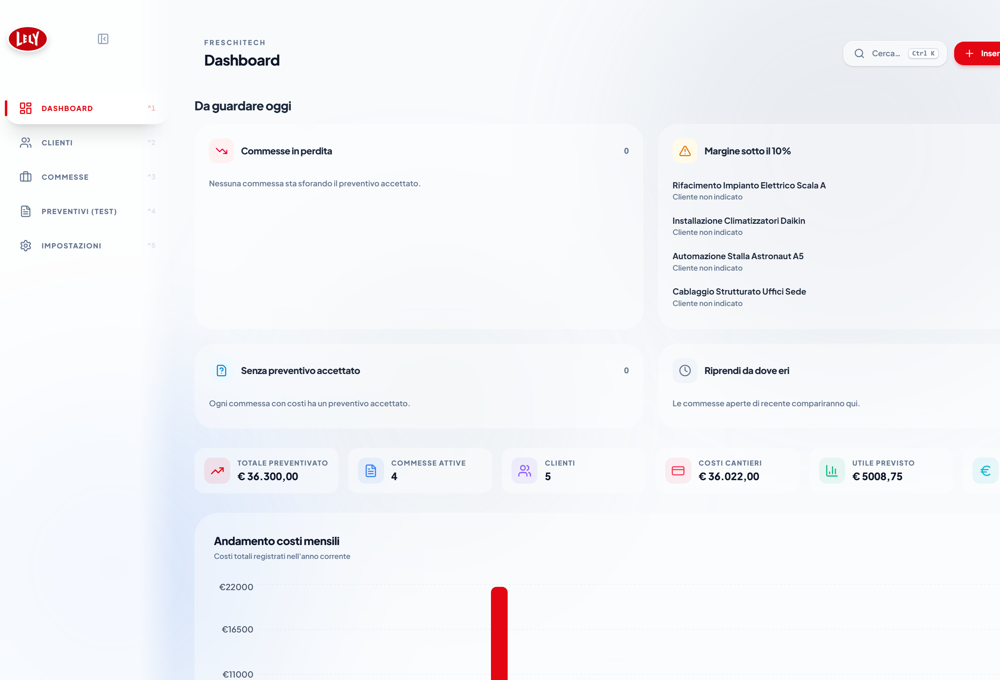 LELY
FRESCHITECH
Dashboard
Cerca...
Ctrl K
Inser
DASHBOARD ^1
CLIENTI ^2
COMMESSE ^3
PREVENTIVI (TEST) ^4
IMPOSTAZIONI ^5
Da guardare oggi
Commesse in perdita 0
Nessuna commessa sta sforando il preventivo accettato.
Margine sotto il 10%
Rifacimento Impianto Elettrico Scala A
Cliente non indicato
Installazione Climatizzatori Daikin
Cliente non indicato
Automazione Stalla Astronaut A5
Cliente non indicato
Cablaggio Strutturato Uffici Sede
Cliente non indicato
Senza preventivo accettato 0
Ogni commessa con costi ha un preventivo accettato.
Riprendi da dove eri
Le commesse aperte di recente compariranno qui.
TOTALE PREVENTIVATO
€ 36.300,00
COMMESSE ATTIVE
4
CLIENTI
5
COSTI CANTIERI
€ 36.022,00
UTILE PREVISTO
€ 5008,75
Andamento costi mensili
Costi totali registrati nell'anno corrente
€22000
€16500
€11000